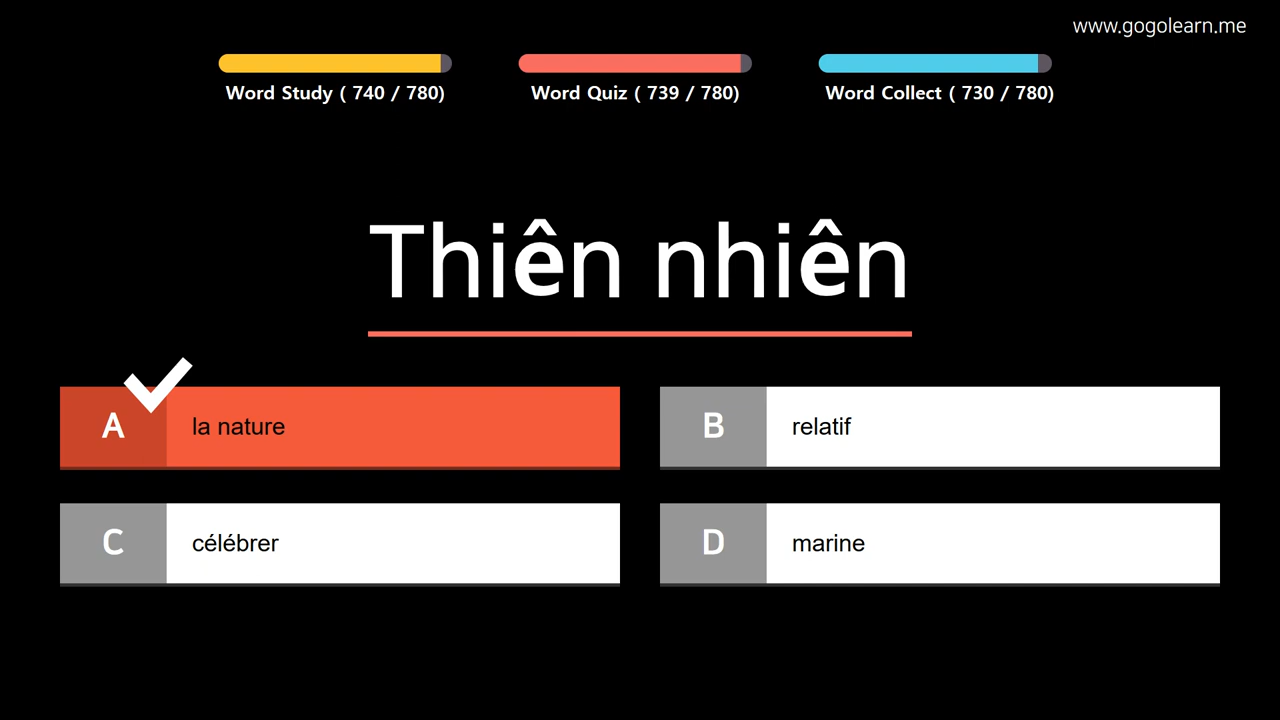 www.gogolearn.me
Word Study ( 740 / 780)
Word Quiz ( 739 / 780)
Word Collect ( 730 / 780)
Thiên nhiên
A la nature
B relatif
C célébrer
D marine